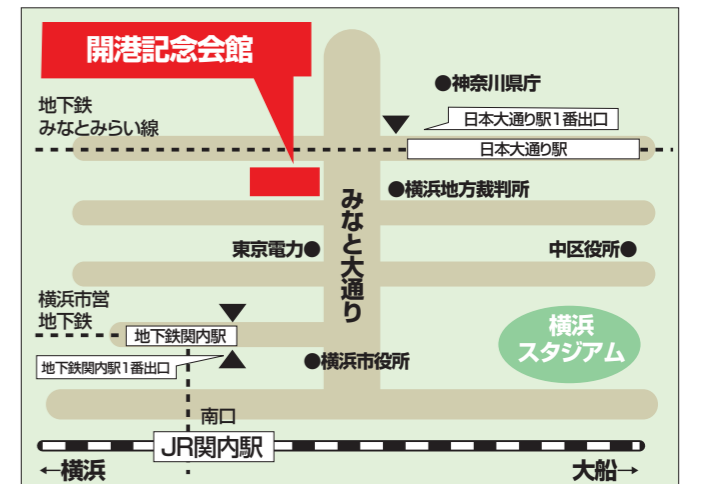 開港記念会館
●神奈川県庁
地下鉄
みなとみらい線
日本大通り駅1番出口
日本大通り駅
●横浜地方裁判所
みなと大通り
東京電力●
中区役所●
横浜市営
地下鉄
地下鉄関内駅
横浜
スタジアム
地下鉄関内駅1番出口
●横浜市役所
南口
JR関内駅
←横浜
大船→